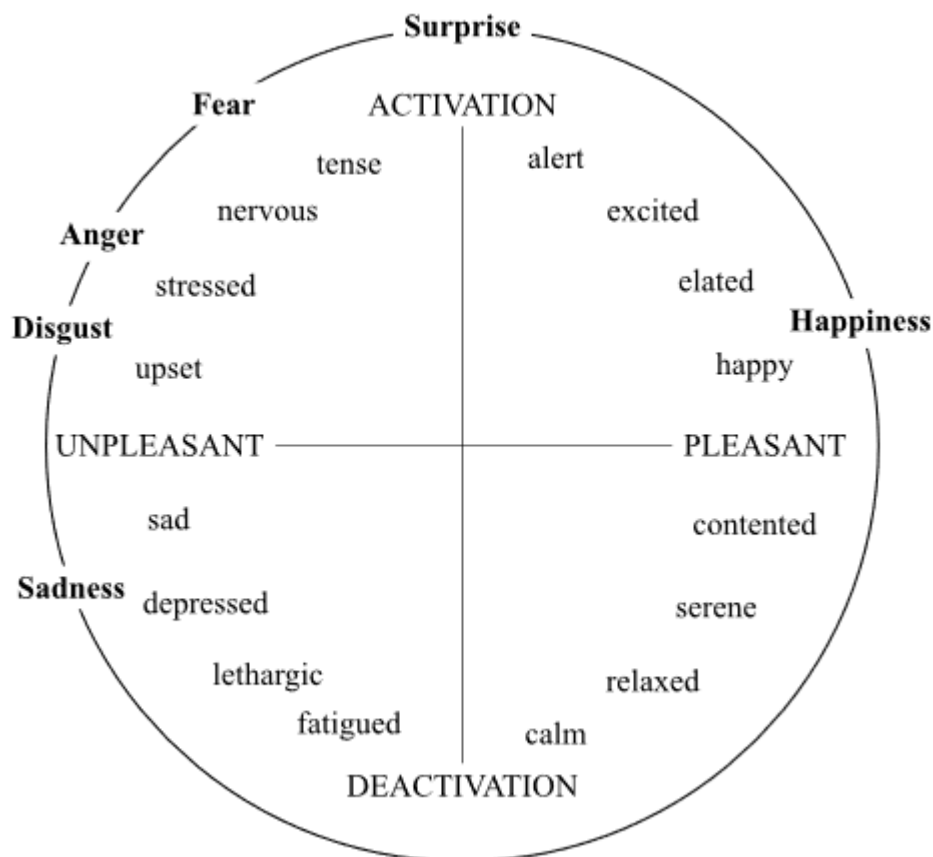 Surprise
Fear
ACTIVATION
tense
alert
nervous
excited
Anger
stressed
elated
Disgust
Happiness
upset
happy
UNPLEASANT
PLEASANT
sad
contented
Sadness
depressed
serene
lethargic
relaxed
fatigued
calm
DEACTIVATION